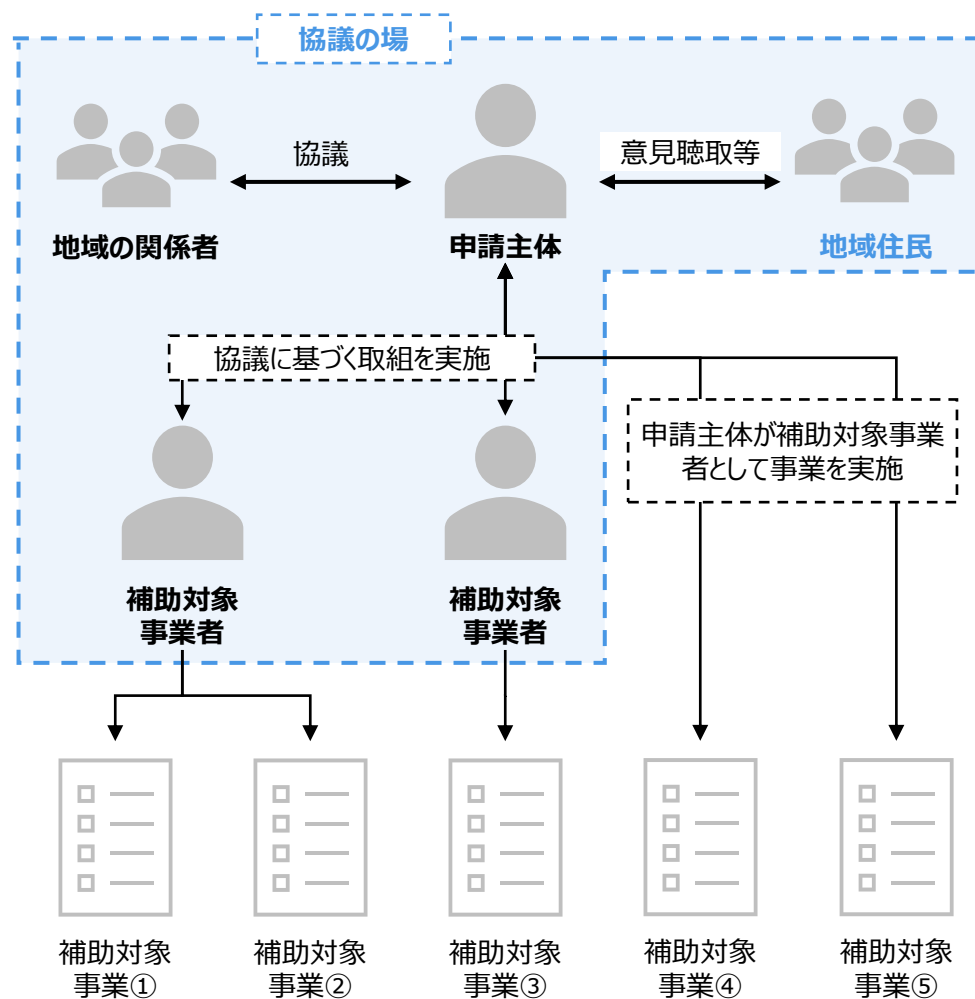 協議の場
協議
意見聴取等
地域の関係者
申請主体
地域住民
協議に基づく取組を実施
申請主体が補助対象事業
者として事業を実施
補助対象
事業者
補助対象
事業者
補助対象
事業①
補助対象
事業②
補助対象
事業③
補助対象
事業④
補助対象
事業⑤